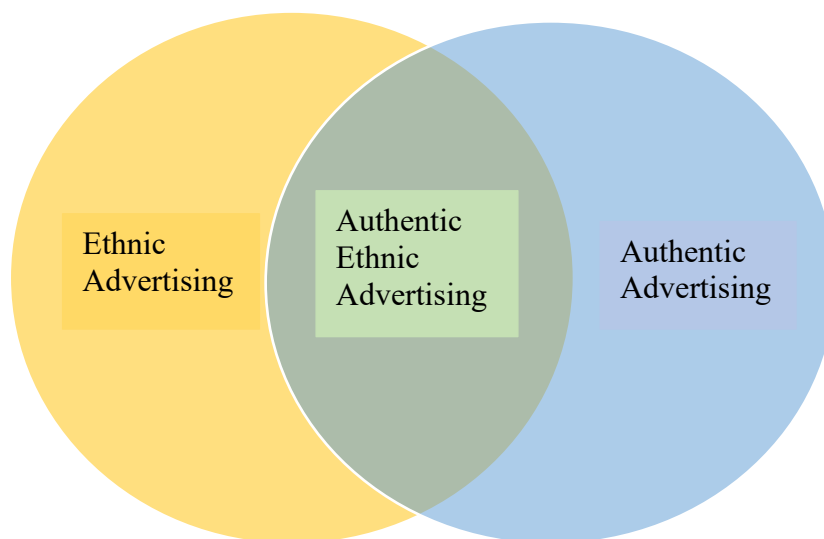 Ethnic
Advertising
Authentic
Ethnic
Advertising
Authentic
Advertising